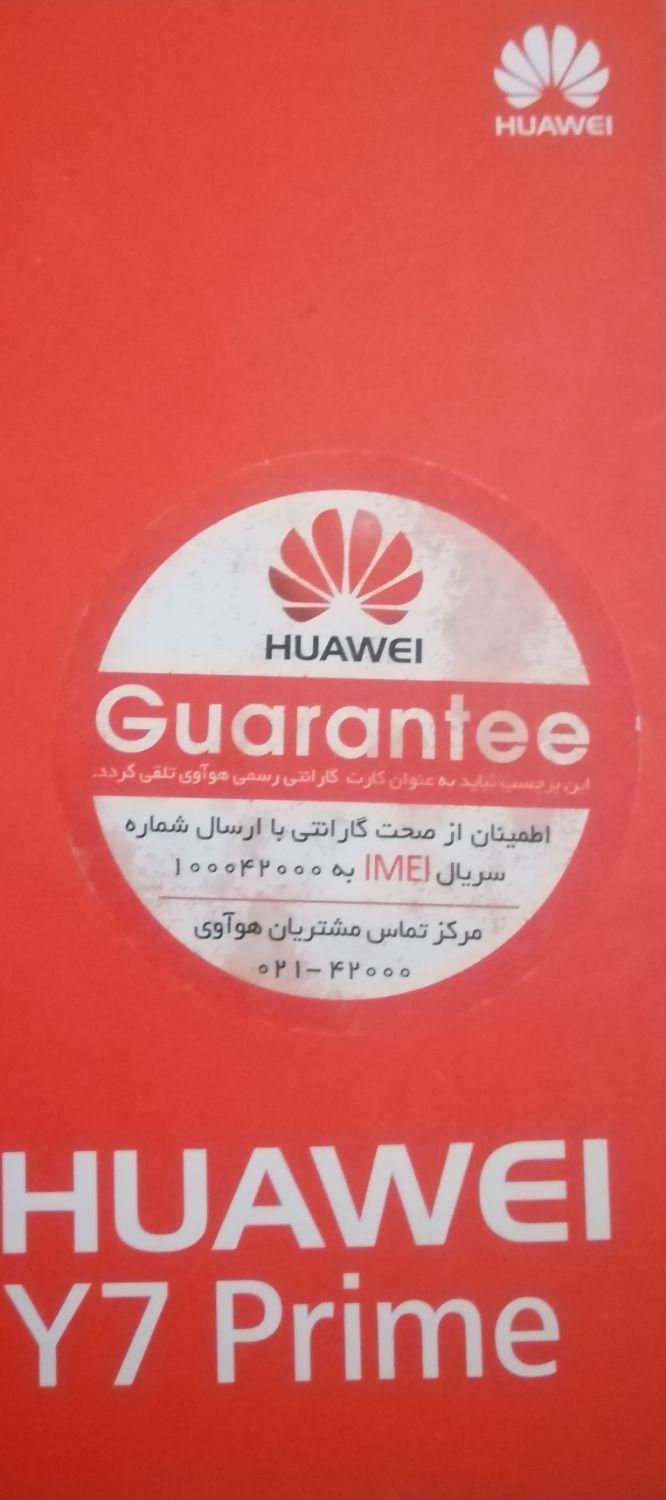 HUAWEI
HUAWEI
Guarantee
این برچسب نباید به عنوان کارت گارانتی رسمی هوآوی تلقی گردد.
اطمینان از صحت گارانتی با ارسال شماره
سریال IMEI به ۱۰۰۰۴۲۰۰۰
مرکز تماس مشتریان هوآوی
۰۲۱-۴۲۰۰۰
HUAWEI
Y7 Prime